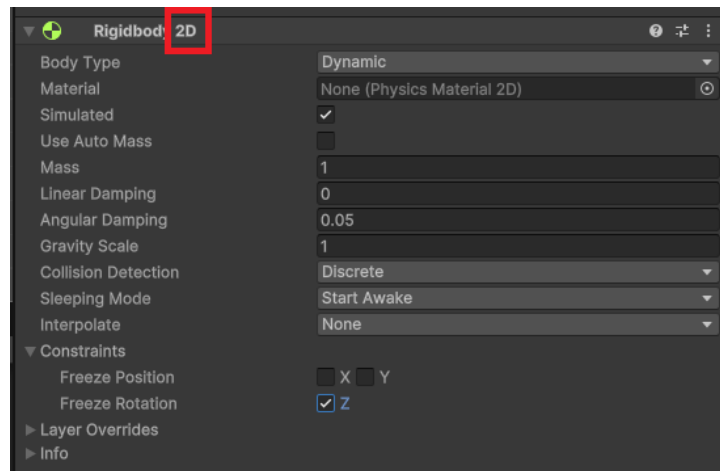 Rigidbody 2D
Body Type Dynamic
Material None (Physics Material 2D)
Simulated
Use Auto Mass
Mass 1
Linear Damping 0
Angular Damping 0.05
Gravity Scale 1
Collision Detection Discrete
Sleeping Mode Start Awake
Interpolate None
Constraints
Freeze Position X Y
Freeze Rotation Z
Layer Overrides
Info